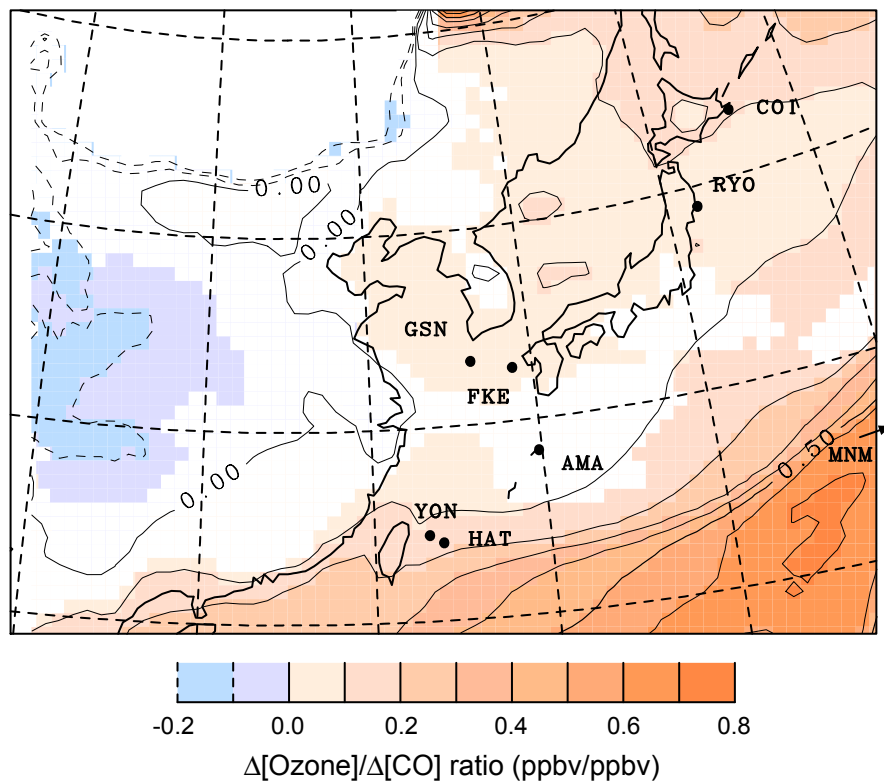 COI
RYO
0.00
0.00
GSN
FKE
0.50
MNM
AMA
0.00
YON
HAT
-0.2 0.0 0.2 0.4 0.6 0.8
Δ[Ozone]/Δ[CO] ratio (ppbv/ppbv)